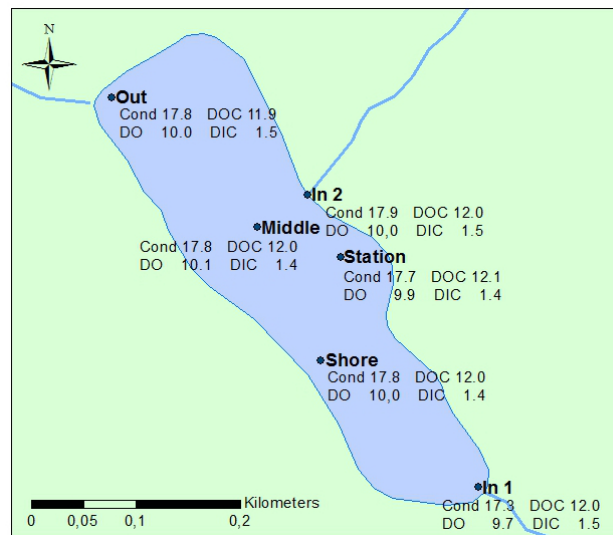 N
Out
Cond 17.8 DOC 11.9
DO 10.0 DIC 1.5
In 2
Cond 17.9 DOC 12.0
DO 10,0 DIC 1.5
Middle
Cond 17.8 DOC 12.0
DO 10.1 DIC 1.4
Station
Cond 17.7 DOC 12.1
DO 9.9 DIC 1.4
Shore
Cond 17.8 DOC 12.0
DO 10,0 DIC 1.4
In 1
Cond 17.3 DOC 12.0
DO 9.7 DIC 1.5
Kilometers
0 0,05 0,1 0,2